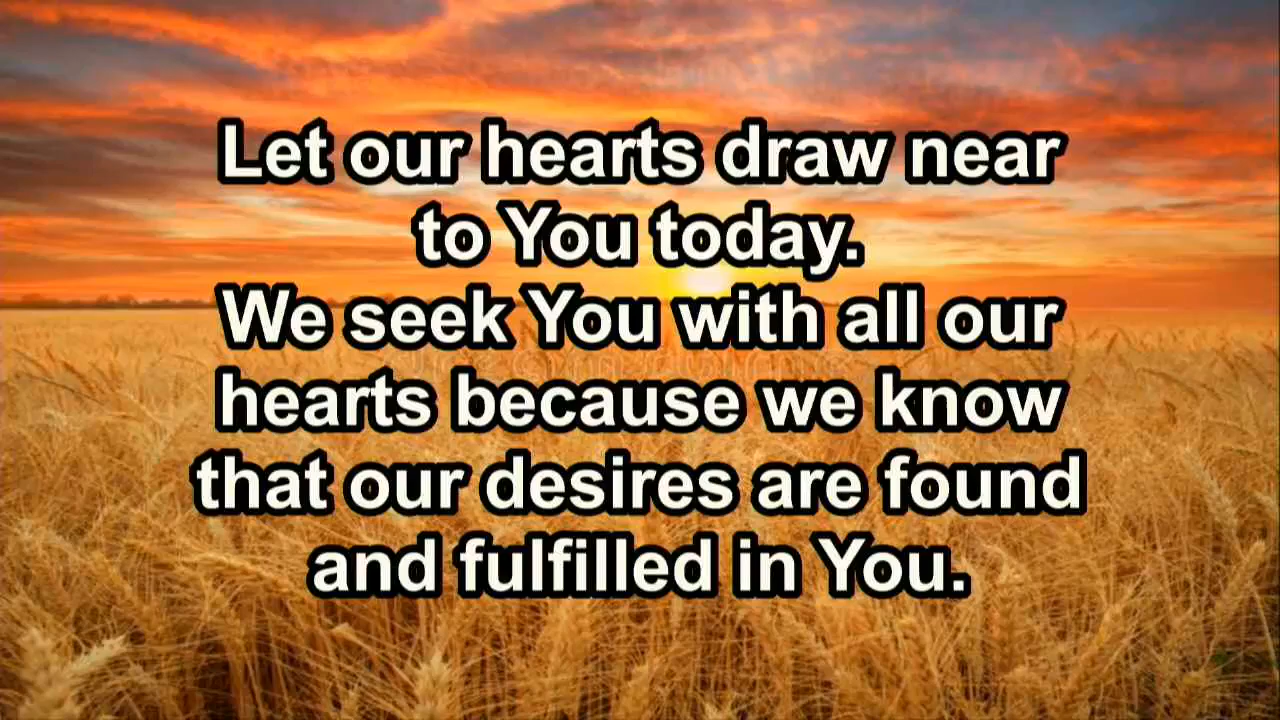 Let our hearts draw near
to You today.
We seek You with all our
hearts because we know
that our desires are found
and fulfilled in You.